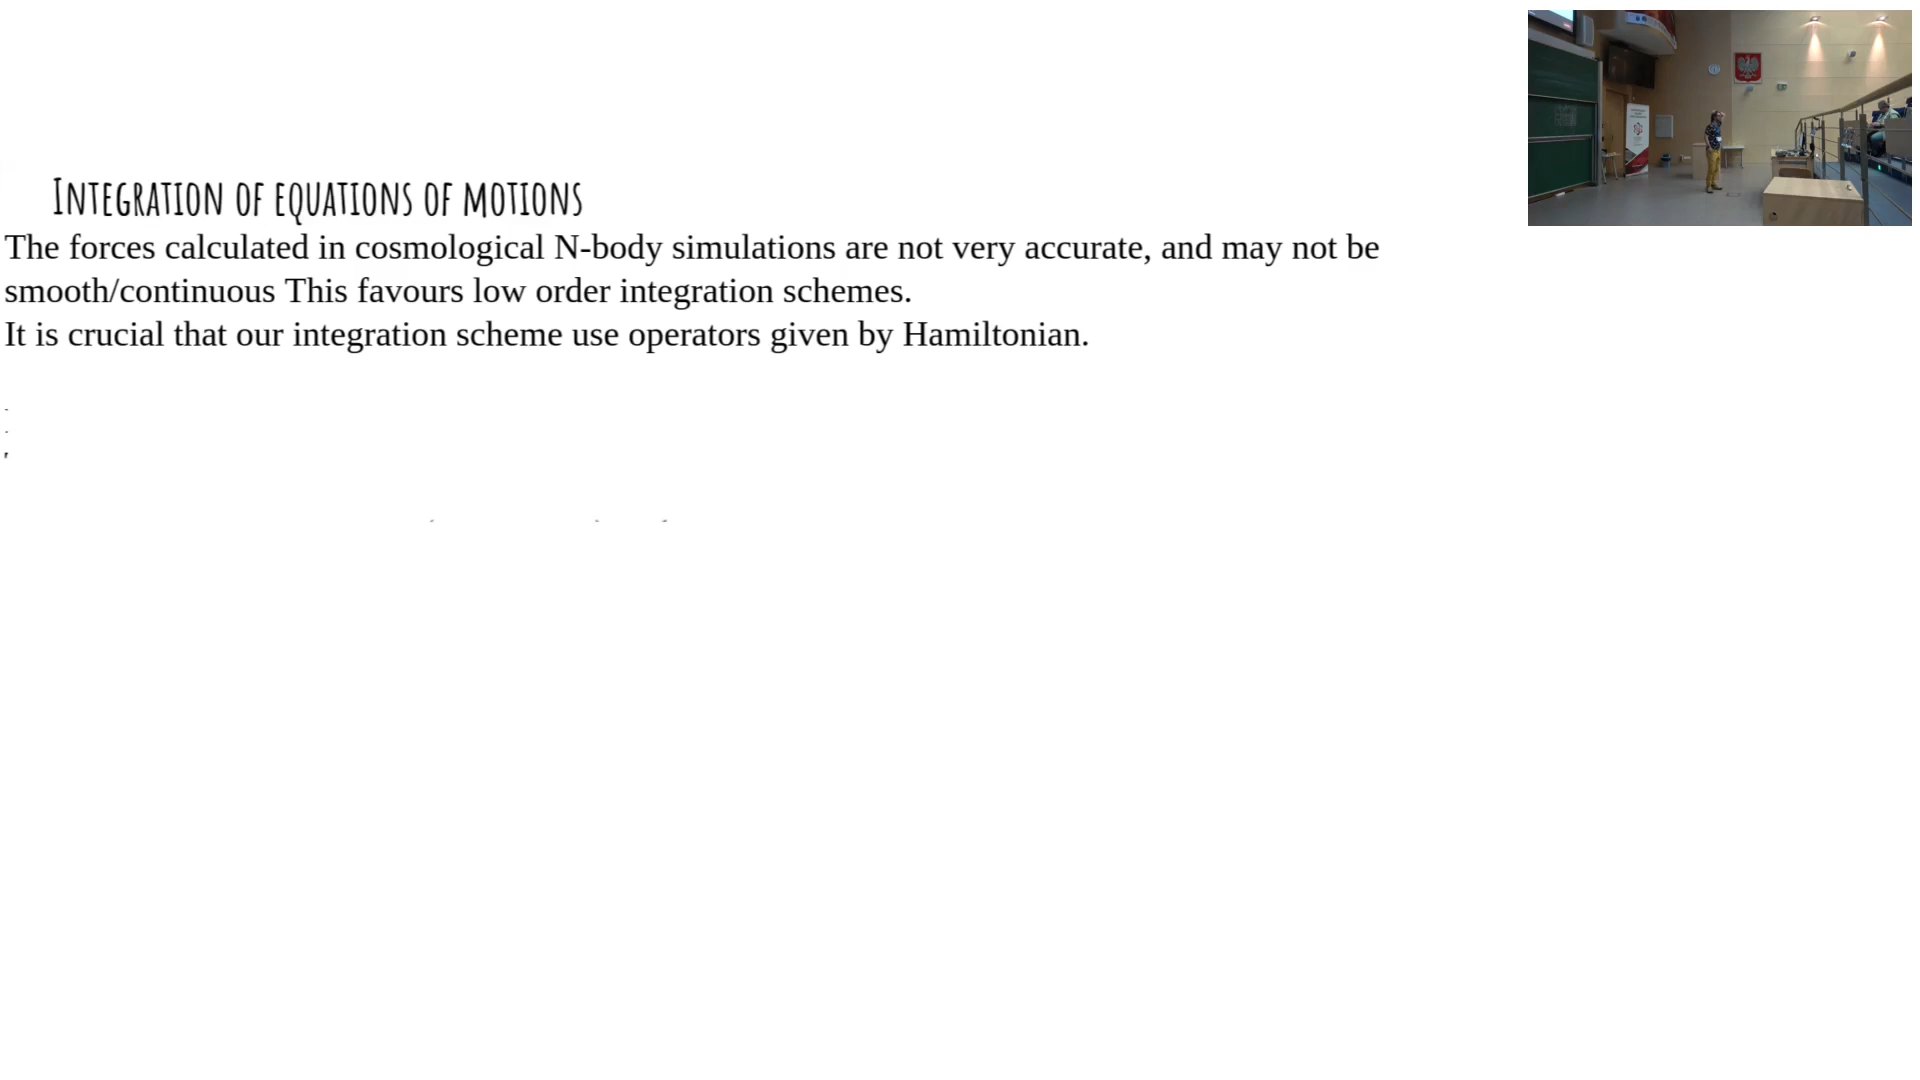 INTEGRATION OF EQUATIONS OF MOTIONS
The forces calculated in cosmological N-body simulations are not very accurate, and may not be
smooth/continuous This favours low order integration schemes.
It is crucial that our integration scheme use operators given by Hamiltonian.